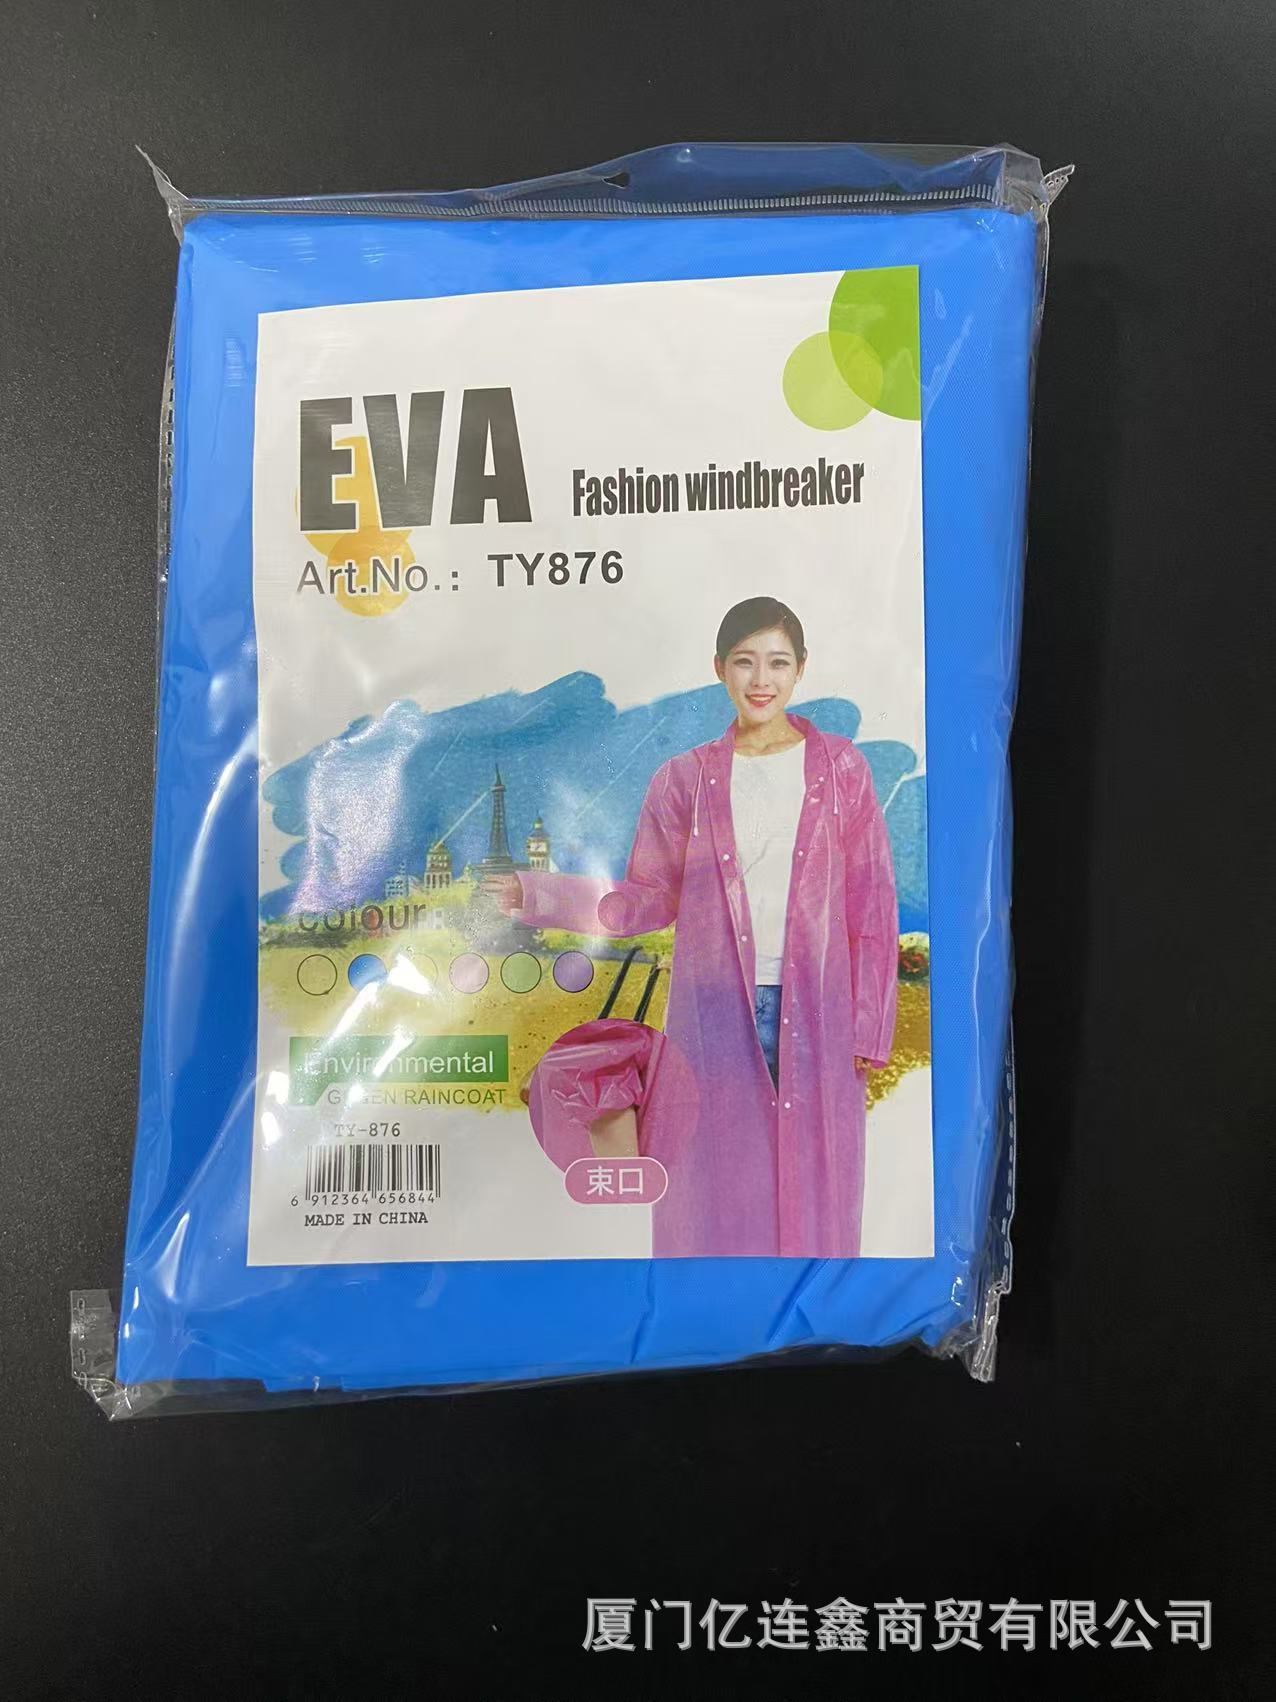 EVA
Fashion windbreaker
Art.No.: TY876
colour:
Environmental
GREEN RAINCOAT
TY-876
6 912364 656844
MADE IN CHINA
束口
厦门亿连鑫商贸有限公司